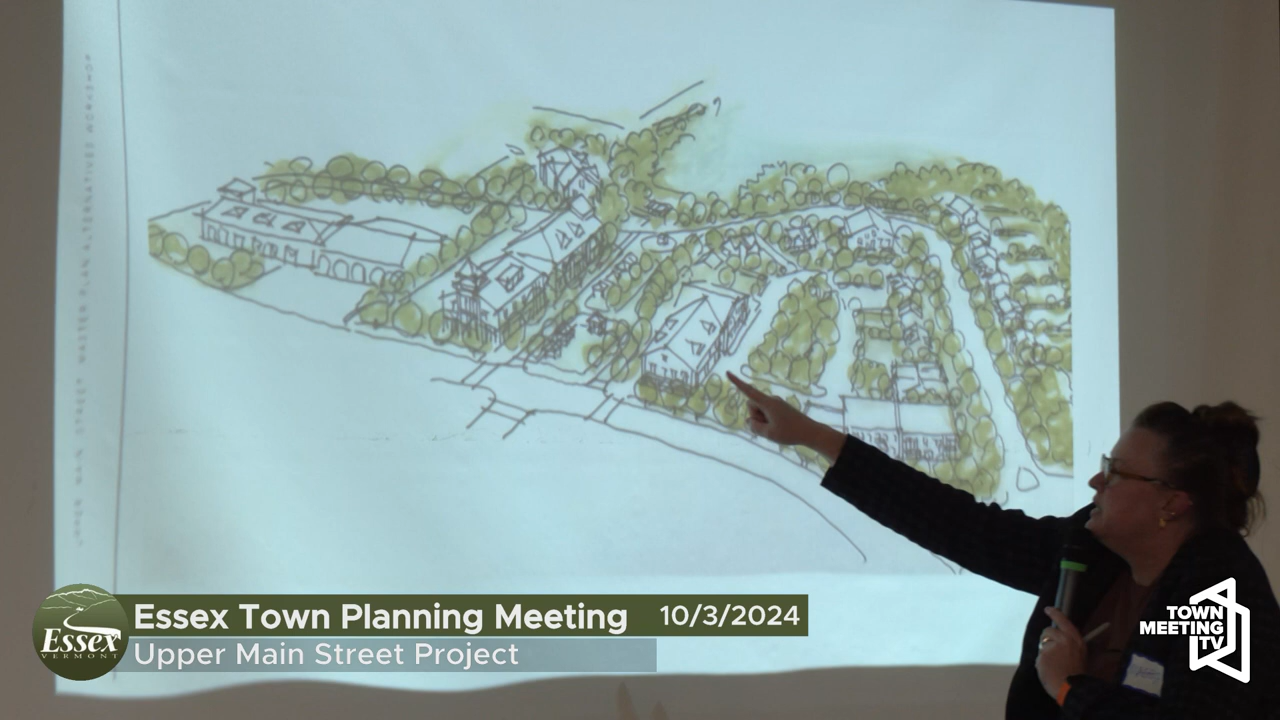 Essex Town Planning Meeting 10/3/2024
Upper Main Street Project
Essex
VERMONT
TOWN
MEETING
TV